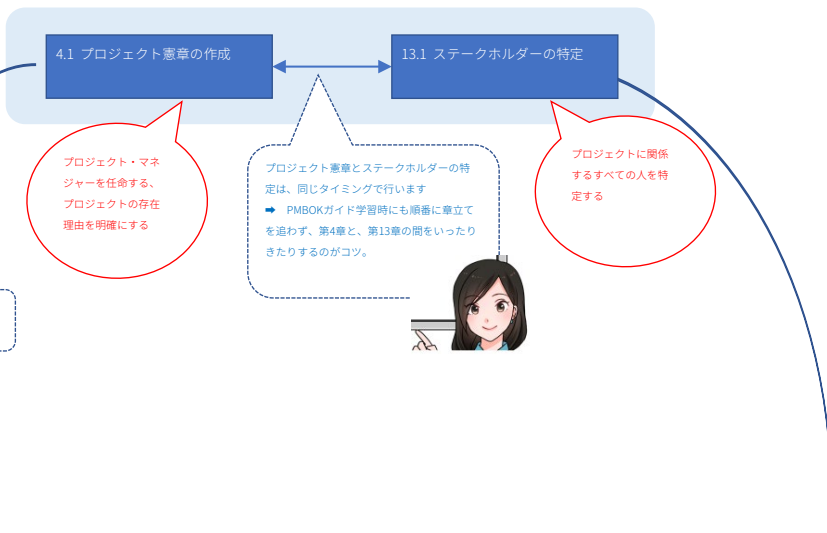 4.1 プロジェクト憲章の作成
13.1 ステークホルダーの特定
プロジェクト・マネ
ジャーを任命する、
プロジェクトの存在
理由を明確にする
プロジェクト憲章とステークホルダーの特
定は、同じタイミングで行います
➡ PMBOKガイド学習時にも順番に章立て
を追わず、第4章と、第13章の間をいったり
きたりするのがコツ。
プロジェクトに関係
するすべての人を特
定する